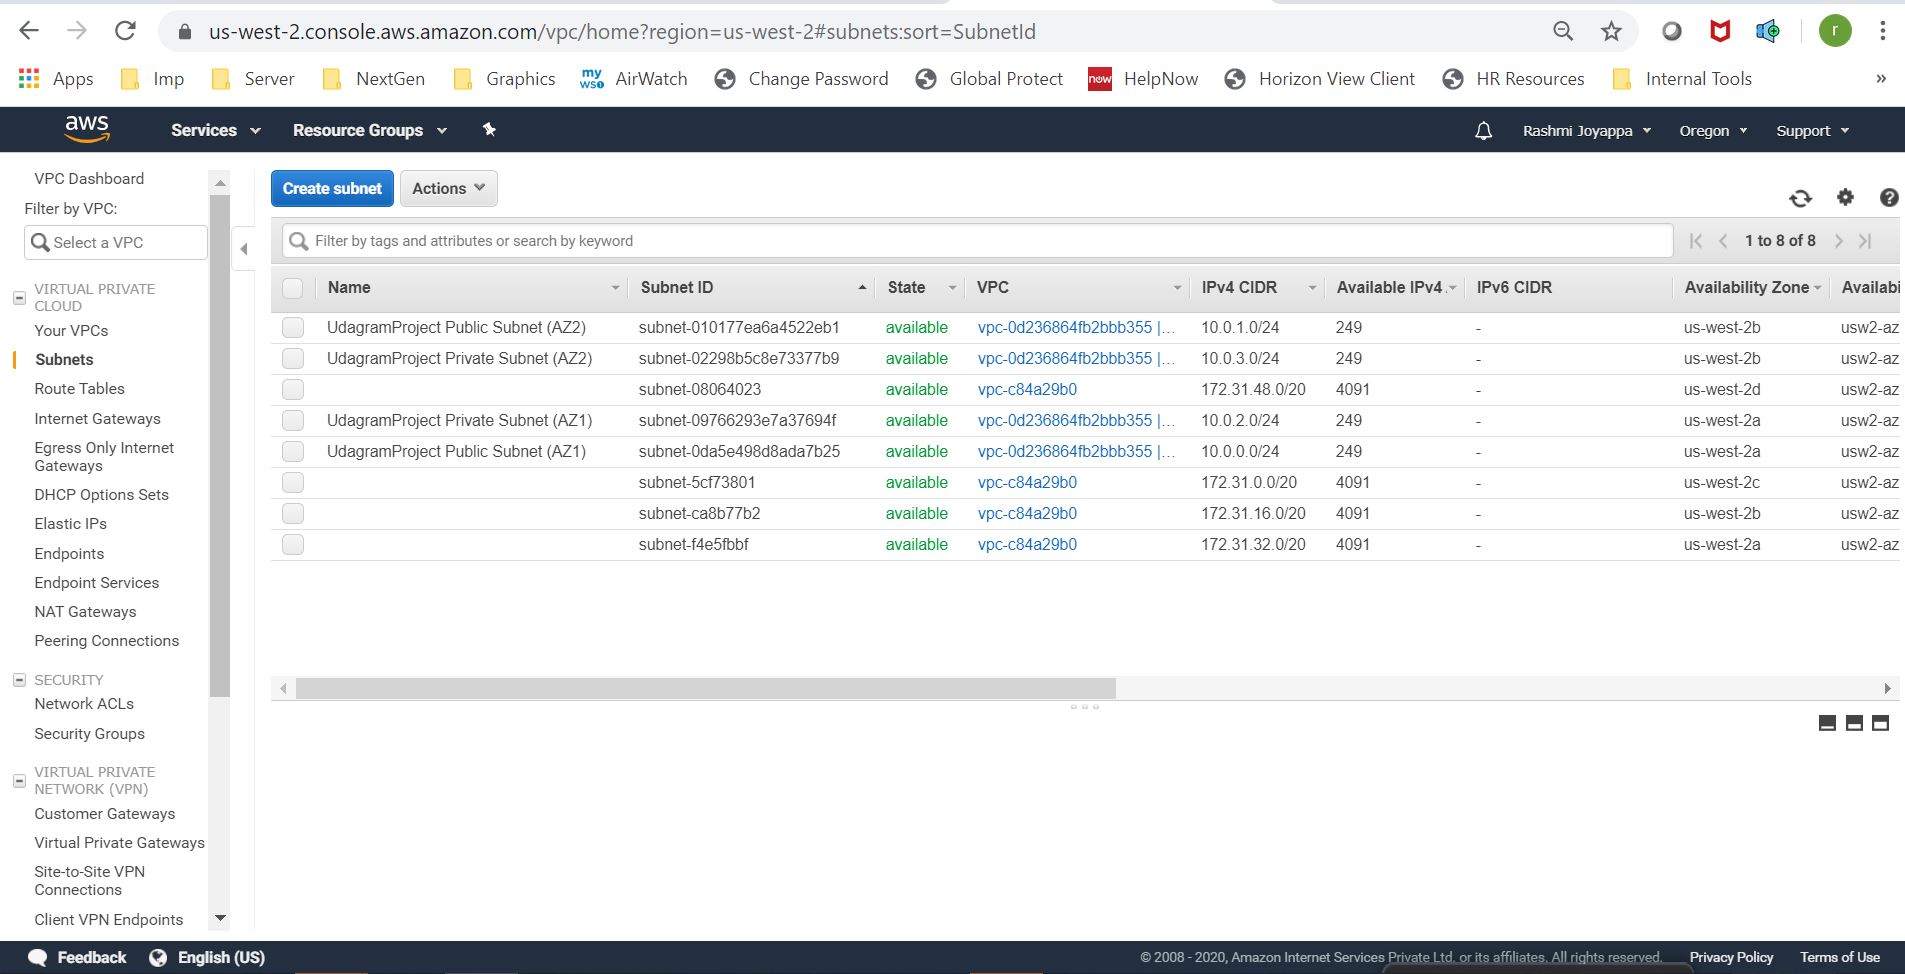 us-west-2.console.aws.amazon.com/vpc/home?region=us-west-2#subnets:sort=SubnetId
r
Apps Imp Server NextGen Graphics my wso AirWatch Change Password Global Protect now HelpNow Horizon View Client HR Resources Internal Tools »
aws Services Resource Groups Rashmi Joyappa Oregon Support
VPC Dashboard
Filter by VPC:
Select a VPC
VIRTUAL PRIVATE
CLOUD
Your VPCs
Subnets
Route Tables
Internet Gateways
Egress Only Internet
Gateways
DHCP Options Sets
Elastic IPs
Endpoints
Endpoint Services
NAT Gateways
Peering Connections
SECURITY
Network ACLs
Security Groups
VIRTUAL PRIVATE
NETWORK (VPN)
Customer Gateways
Virtual Private Gateways
Site-to-Site VPN
Connections
Client VPN Endpoints
Create subnet Actions
Filter by tags and attributes or search by keyword 1 to 8 of 8
Name Subnet ID State VPC IPv4 CIDR Available IPv4 IPv6 CIDR Availability Zone Availabi
UdagramProject Public Subnet (AZ2) subnet-010177ea6a4522eb1 available vpc-0d236864fb2bbb355 |... 10.0.1.0/24 249 - us-west-2b usw2-az
UdagramProject Private Subnet (AZ2) subnet-02298b5c8e73377b9 available vpc-0d236864fb2bbb355 |... 10.0.3.0/24 249 - us-west-2b usw2-az
subnet-08064023 available vpc-c84a29b0 172.31.48.0/20 4091 - us-west-2d usw2-az
UdagramProject Private Subnet (AZ1) subnet-09766293e7a37694f available vpc-0d236864fb2bbb355 |... 10.0.2.0/24 249 - us-west-2a usw2-az
UdagramProject Public Subnet (AZ1) subnet-0da5e498d8ada7b25 available vpc-0d236864fb2bbb355 |... 10.0.0.0/24 249 - us-west-2a usw2-az
subnet-5cf73801 available vpc-c84a29b0 172.31.0.0/20 4091 - us-west-2c usw2-az
subnet-ca8b77b2 available vpc-c84a29b0 172.31.16.0/20 4091 - us-west-2b usw2-az
subnet-f4e5fbbf available vpc-c84a29b0 172.31.32.0/20 4091 - us-west-2a usw2-az
Feedback English (US) © 2008 - 2020, Amazon Internet Services Private Ltd. or its affiliates. All rights reserved. Privacy Policy Terms of Use